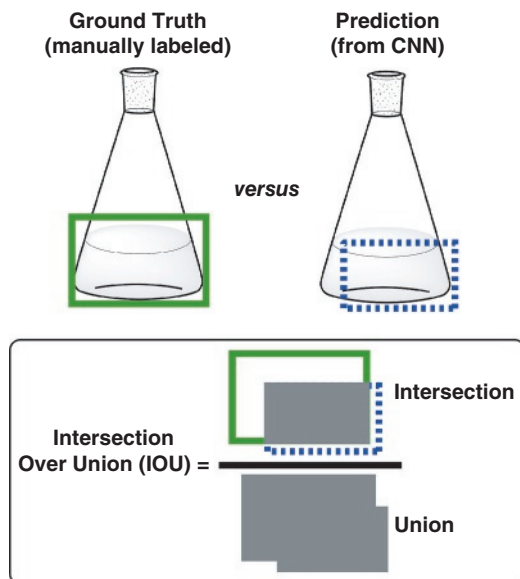 Ground Truth
(manually labeled)
Prediction
(from CNN)
versus
Intersection
Intersection
Over Union (IOU) =
Union